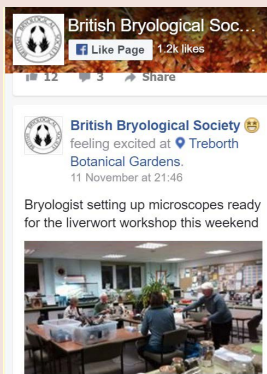 British Bryological Soc...
Like Page 1.2k likes
12 3 Share
British Bryological Society
feeling excited at Treborth
Botanical Gardens.
11 November at 21:46
Bryologist setting up microscopes ready
for the liverwort workshop this weekend